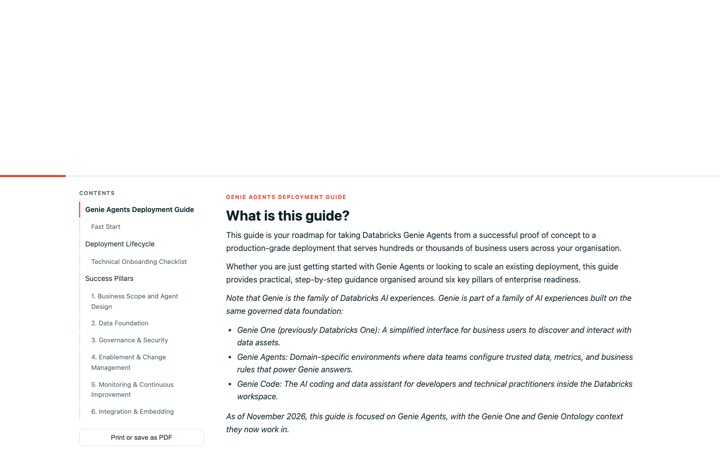 CONTENTS
Genie Agents Deployment Guide
Fast Start
Deployment Lifecycle
Technical Onboarding Checklist
Success Pillars
1. Business Scope and Agent
Design
2. Data Foundation
3. Governance & Security
4. Enablement & Change
Management
5. Monitoring & Continuous
Improvement
6. Integration & Embedding
Print or save as PDF
GENIE AGENTS DEPLOYMENT GUIDE
What is this guide?
This guide is your roadmap for taking Databricks Genie Agents from a successful proof of concept to a
production-grade deployment that serves hundreds or thousands of business users across your organisation.
Whether you are just getting started with Genie Agents or looking to scale an existing deployment, this guide
provides practical, step-by-step guidance organised around six key pillars of enterprise readiness.
Note that Genie is the family of Databricks AI experiences. Genie is part of a family of AI experiences built on the
same governed data foundation:
• Genie One (previously Databricks One): A simplified interface for business users to discover and interact with
data assets.
• Genie Agents: Domain-specific environments where data teams configure trusted data, metrics, and business
rules that power Genie answers.
• Genie Code: The AI coding and data assistant for developers and technical practitioners inside the Databricks
workspace.
As of November 2026, this guide is focused on Genie Agents, with the Genie One and Genie Ontology context
they now work in.